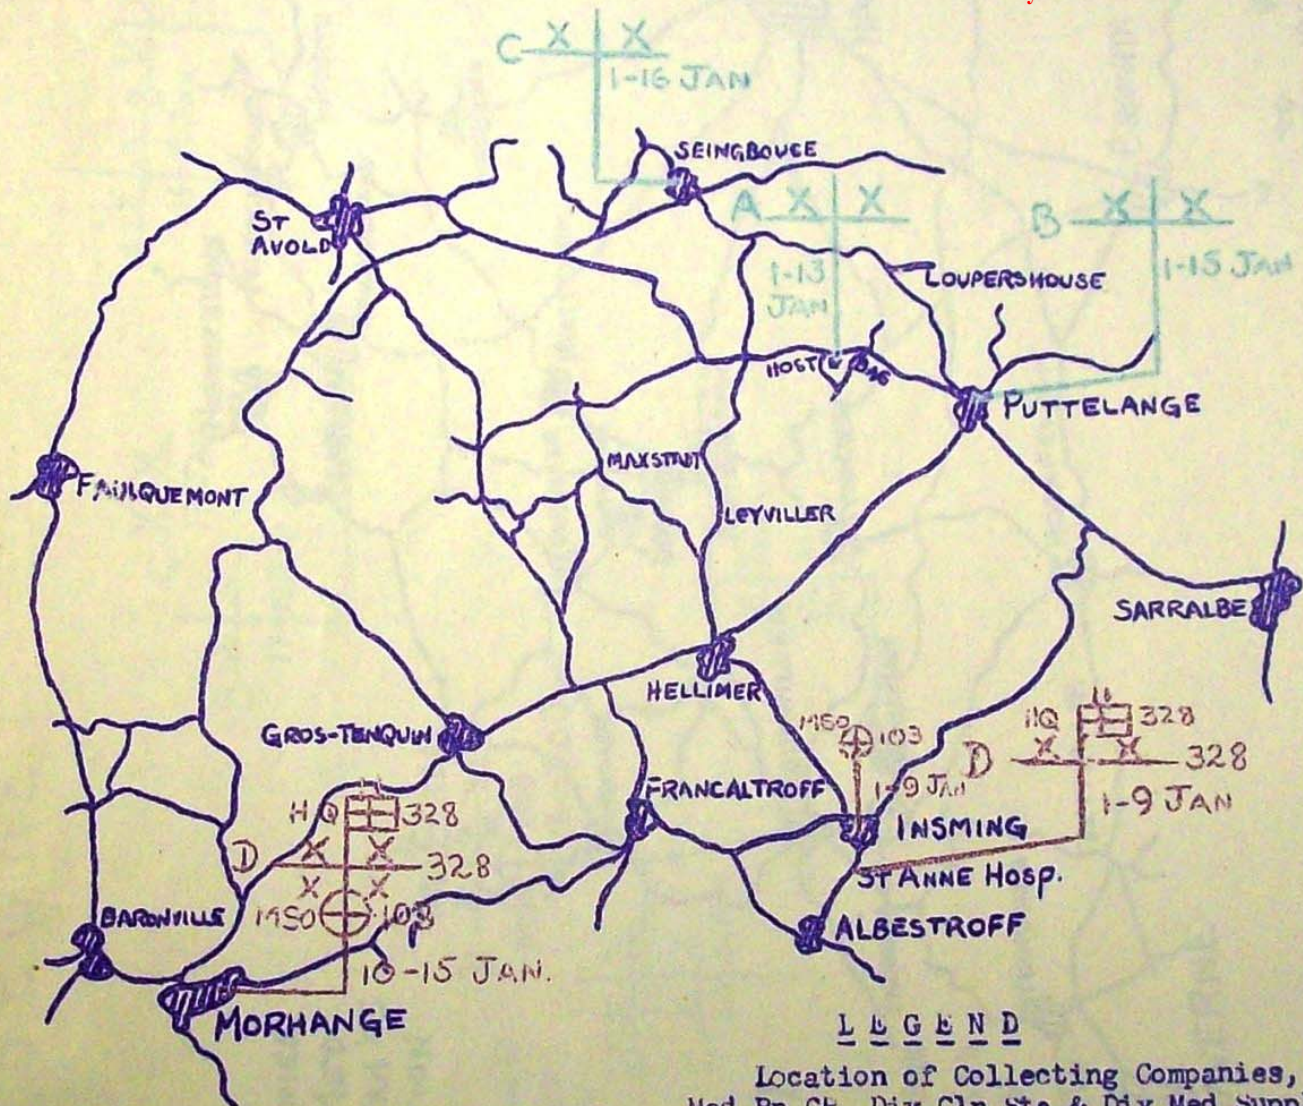 C X X
1-16 JAN
SEINGBOUCE
ST
AVOLD
A X X
B X X
1-13
JAN
1-15 JAN
LOUPERSHOUSE
HOST
PUTTELANGE
MAXSTADT
FAULQUEMONT
LEYVILLER
SARRALBE
HELLIMER
GROS-TENQUIN
MSO 103
HQ 328
D X X 328
1-9 JAN
1-9 JAN
FRANCALTROFF
HQ 328
INSMING
D X X 328
X X
ST ANNE HOSP.
MSO 103
BARONVILLE
ALBESTROFF
10-15 JAN.
MORHANGE
LEGEND
Location of Collecting Companies,